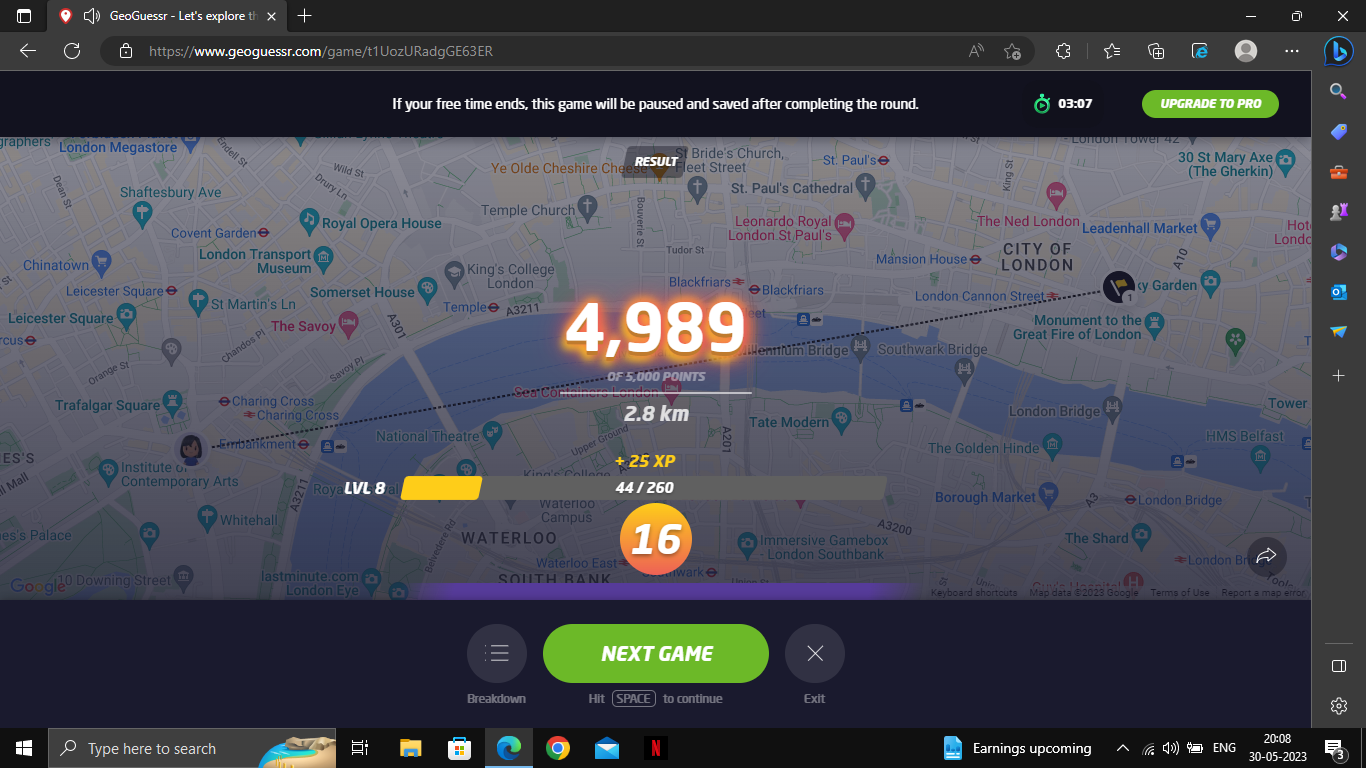 GeoGuessr - Let's explore th
https://www.geoguessr.com/game/t1UozURadgGE63ER
If your free time ends, this game will be paused and saved after completing the round.
03:07
UPGRADE TO PRO
RESULT
graphers
London Megastore
Endell St
Wild St
Drury Ln
Dean St
Shaftesbury Ave
Royal Opera House
Covent Garden
London Transport
Museum
Chinatown
Leicester Square
Leicester Square
St Martin's Ln
Somerset House
The Savoy
King's College
London
Temple
A3211
A301
Ye Olde Cheshire Cheese
St Bride's Church,
Fleet Street
Temple Church
Bouverie St
Tudor St
St. Paul's
St. Paul's Cathedral
Leonardo Royal
London St Paul's
King St
London Tower 42
30 St Mary Axe
(The Gherkin)
The Ned London
Leadenhall Market
CITY OF
LONDON
Mansion House
A10
Blackfriars
Blackfriars
London Cannon Street
1
ky Garden
Monument to the
Great Fire of London
4,989
OF 5,000 POINTS
2.8 km
Millennium Bridge
Southwark Bridge
Chandos Pl
Savoy Pl
Orange St
Trafalgar Square
Charing Cross
Charing Cross
Embankment
Sea Containers London
National Theatre
Upper Ground
A201
Tate Modern
London Bridge
Tower
The Golden Hinde
HMS Belfast
Institute of
Contemporary Arts
A3211
Whitehall
+ 25 XP
LVL 8
44 / 260
16
King's College
Waterloo
Campus
WATERLOO
Belvedere Rd
Waterloo East
SOUTH BANK
Immersive Gamebox
- London Southbank
Southwark
Union St
A3200
Borough Market
A3
London Bridge
The Shard
London Bridge
Guy's Hospital
10 Downing Street
lastminute.com
London Eye
Google
Keyboard shortcuts
Map data ©2023 Google
Terms of Use
Report a map error
Breakdown
NEXT GAME
Hit SPACE to continue
Exit
Type here to search
Earnings upcoming
ENG
20:08
30-05-2023
3